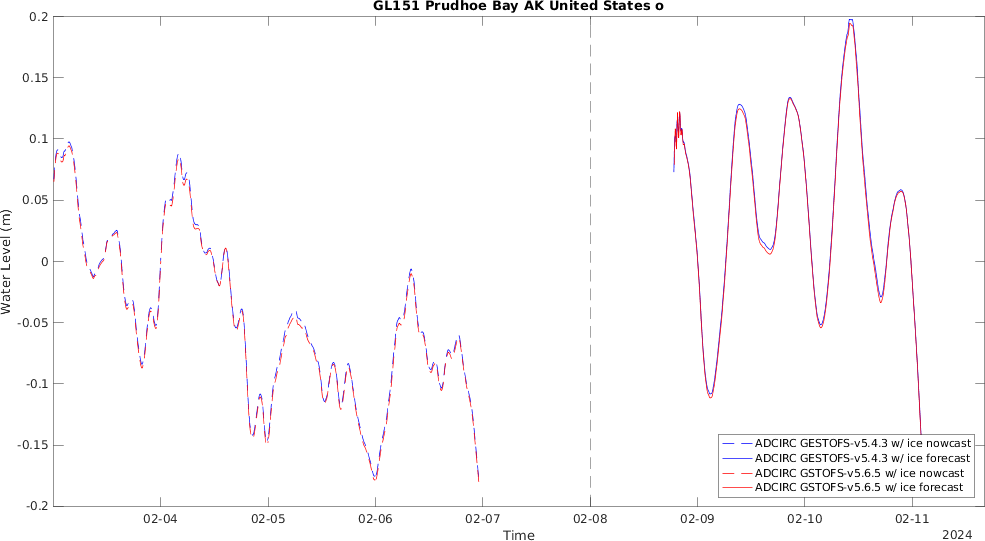 GL151 Prudhoe Bay AK United States o
0.2
0.15
0.1
0.05
0
-0.05
-0.1
-0.15
-0.2
Water Level (m)
ADCIRC GESTOFS-v5.4.3 w/ ice nowcast
ADCIRC GESTOFS-v5.4.3 w/ ice forecast
ADCIRC GSTOFS-v5.6.5 w/ ice nowcast
ADCIRC GSTOFS-v5.6.5 w/ ice forecast
02-04 02-05 02-06 02-07 02-08 02-09 02-10 02-11
Time
2024